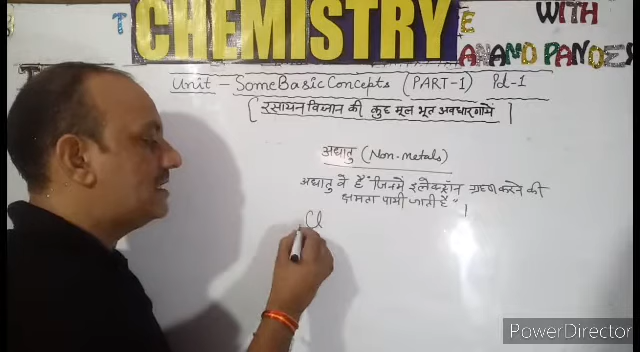 CHEMISTRY
T
E WITH
ANAMD PANDEY
Unit - Some Basic Concepts (PART-1) Pd-1
( रसायन विज्ञान की कुछ मूल भूत अवधारणायें )
अधातु (Non-metals)
अधातु वे हैं "जिनमें इलेक्ट्रॉन ग्रहण करने की
क्षमता पायी जाती है" |
Cl
PowerDirector